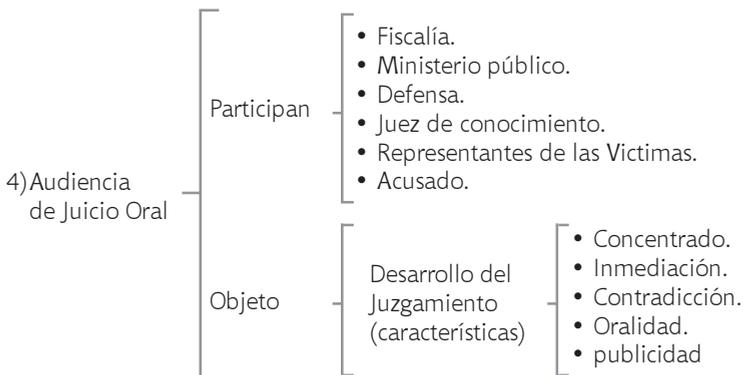 4) Audiencia
de Juicio Oral
Participan
• Fiscalía.
• Ministerio público.
• Defensa.
• Juez de conocimiento.
• Representantes de las Victimas.
• Acusado.
Objeto
Desarrollo del
Juzgamiento
(características)
• Concentrado.
• Inmediación.
• Contradicción.
• Oralidad.
• publicidad